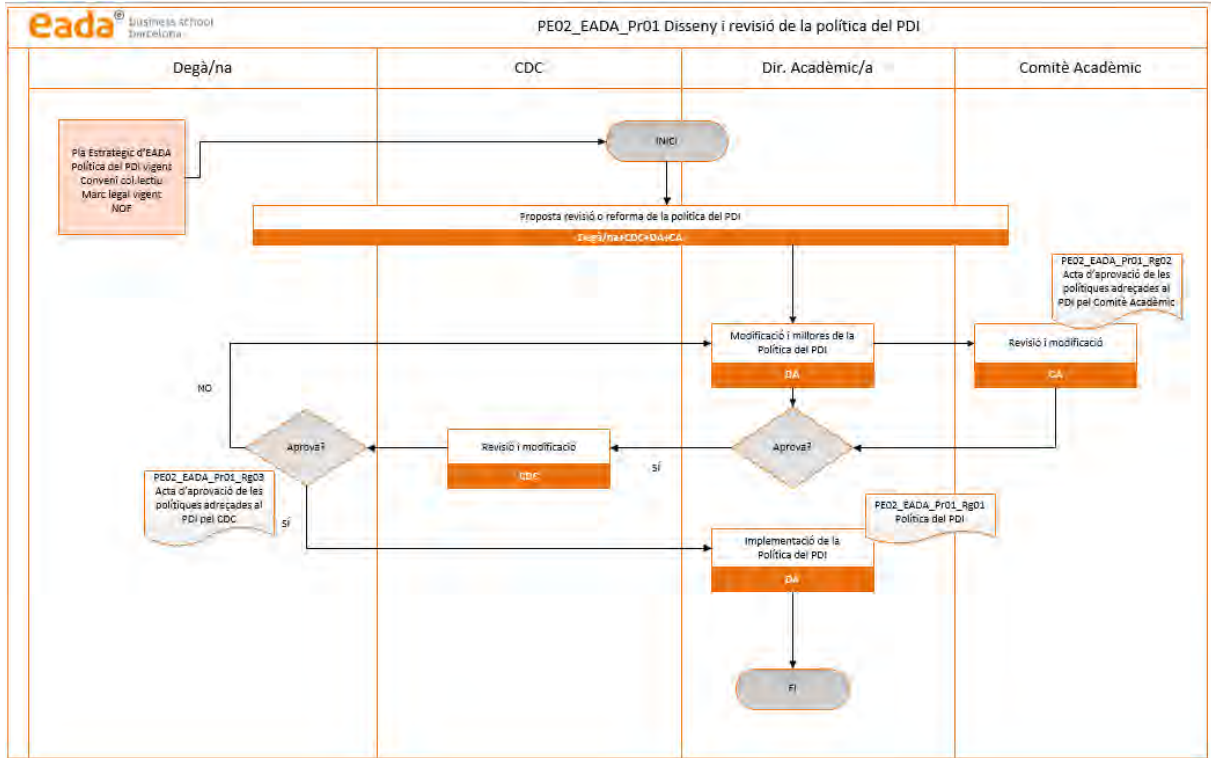 eada® business school
barcelona
PE02_EADA_Pr01 Disseny i revisió de la política del PDI
Degà/na
CDC
Dir. Acadèmic/a
Comitè Acadèmic
Pla Estratègic d'EADA
Política del PDI vigent
Conveni col.lectiu
Marc legal vigent
NOF
INICI
Proposta revisió o reforma de la política del PDI
Degà/na+CDC+DA+CA
PE02_EADA_Pr01_Rg02
Acta d'aprovació de les
polítiques adreçades al
PDI pel Comitè Acadèmic
Modificació i millores de la
Política del PDI
DA
Revisió i modificació
CA
NO
Aprova?
Revisió i modificació
CDC
SÍ
Aprova?
PE02_EADA_Pr01_Rg03
Acta d'aprovació de les
polítiques adreçades al
PDI pel CDC
SÍ
PE02_EADA_Pr01_Rg01
Política del PDI
Implementació de la
Política del PDI
DA
FI